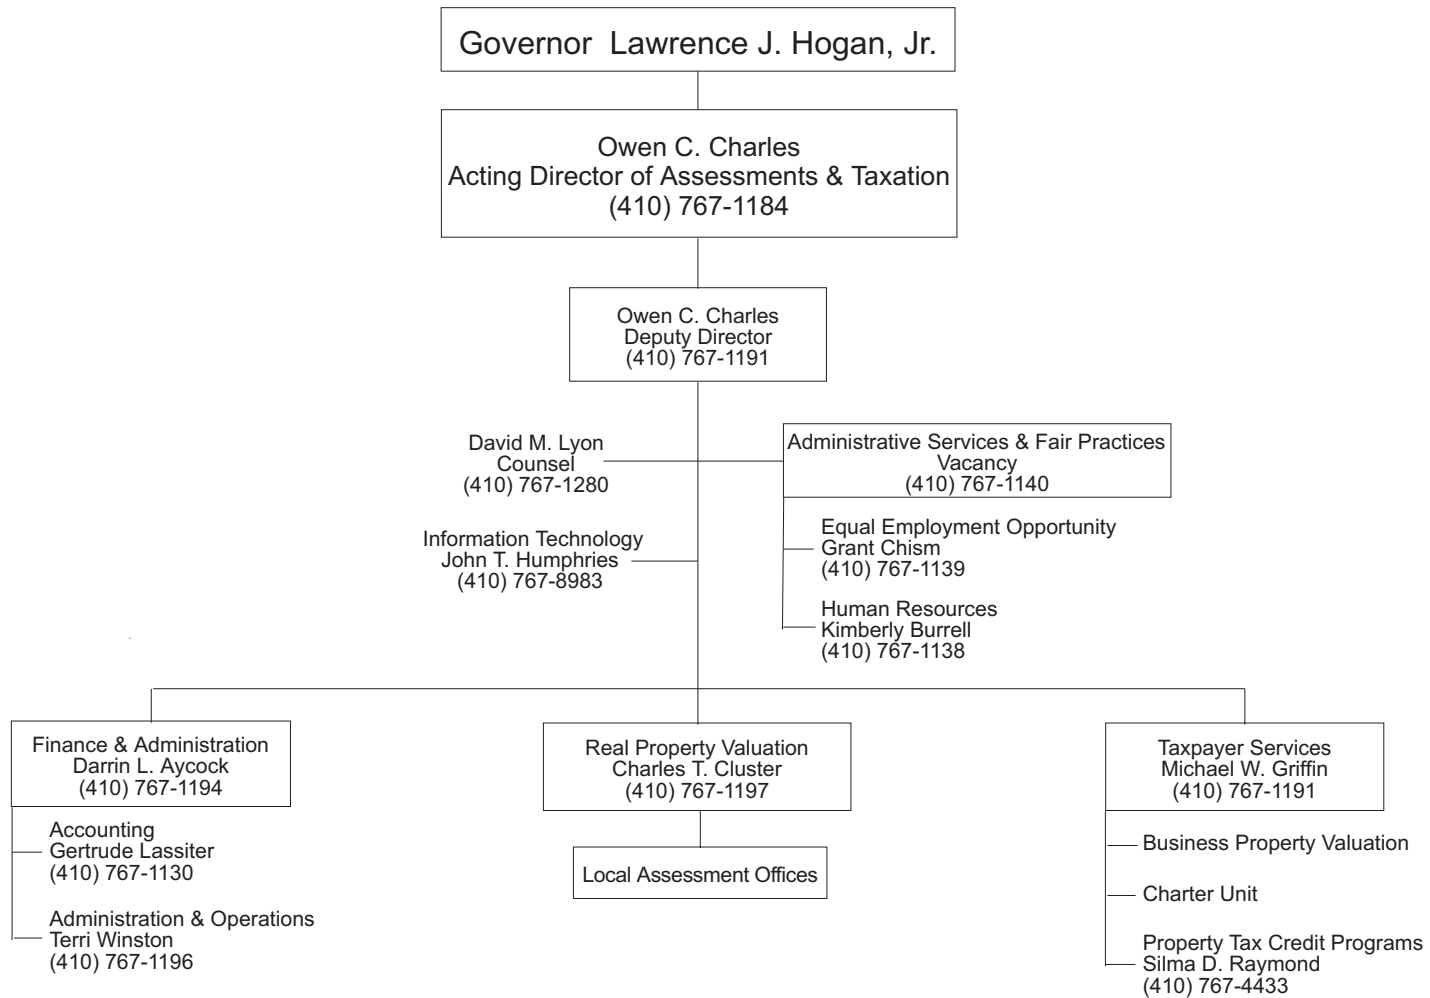 Governor Lawrence J. Hogan, Jr.
Owen C. Charles
Acting Director of Assessments & Taxation
(410) 767-1184
Owen C. Charles
Deputy Director
(410) 767-1191
David M. Lyon
Counsel
(410) 767-1280
Administrative Services & Fair Practices
Vacancy
(410) 767-1140
Information Technology
John T. Humphries
(410) 767-8983
Equal Employment Opportunity
Grant Chism
(410) 767-1139
Human Resources
Kimberly Burrell
(410) 767-1138
Finance & Administration
Darrin L. Aycock
(410) 767-1194
Accounting
Gertrude Lassiter
(410) 767-1130
Administration & Operations
Terri Winston
(410) 767-1196
Real Property Valuation
Charles T. Cluster
(410) 767-1197
Local Assessment Offices
Taxpayer Services
Michael W. Griffin
(410) 767-1191
Business Property Valuation
Charter Unit
Property Tax Credit Programs
Silma D. Raymond
(410) 767-4433